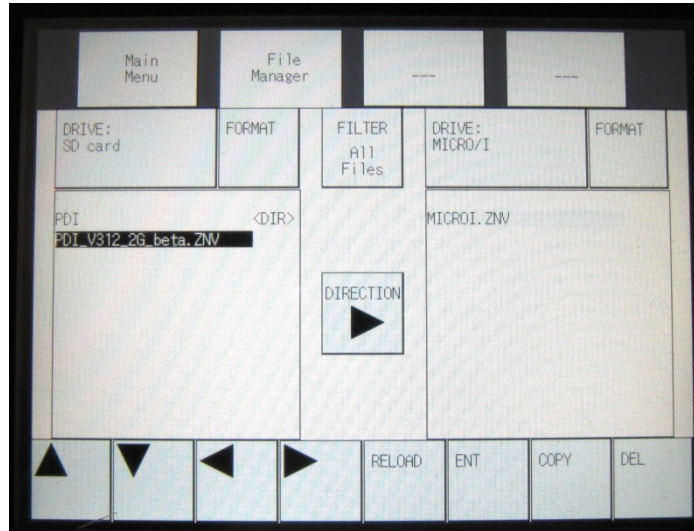 Main
Menu
File
Manager
---
---
DRIVE:
SD card
FORMAT
FILTER
All
Files
DRIVE:
MICRO/I
FORMAT
PDI <DIR>
PDI_V312_2G_beta.ZNV
MICROI.ZNV
DIRECTION
RELOAD
ENT
COPY
DEL